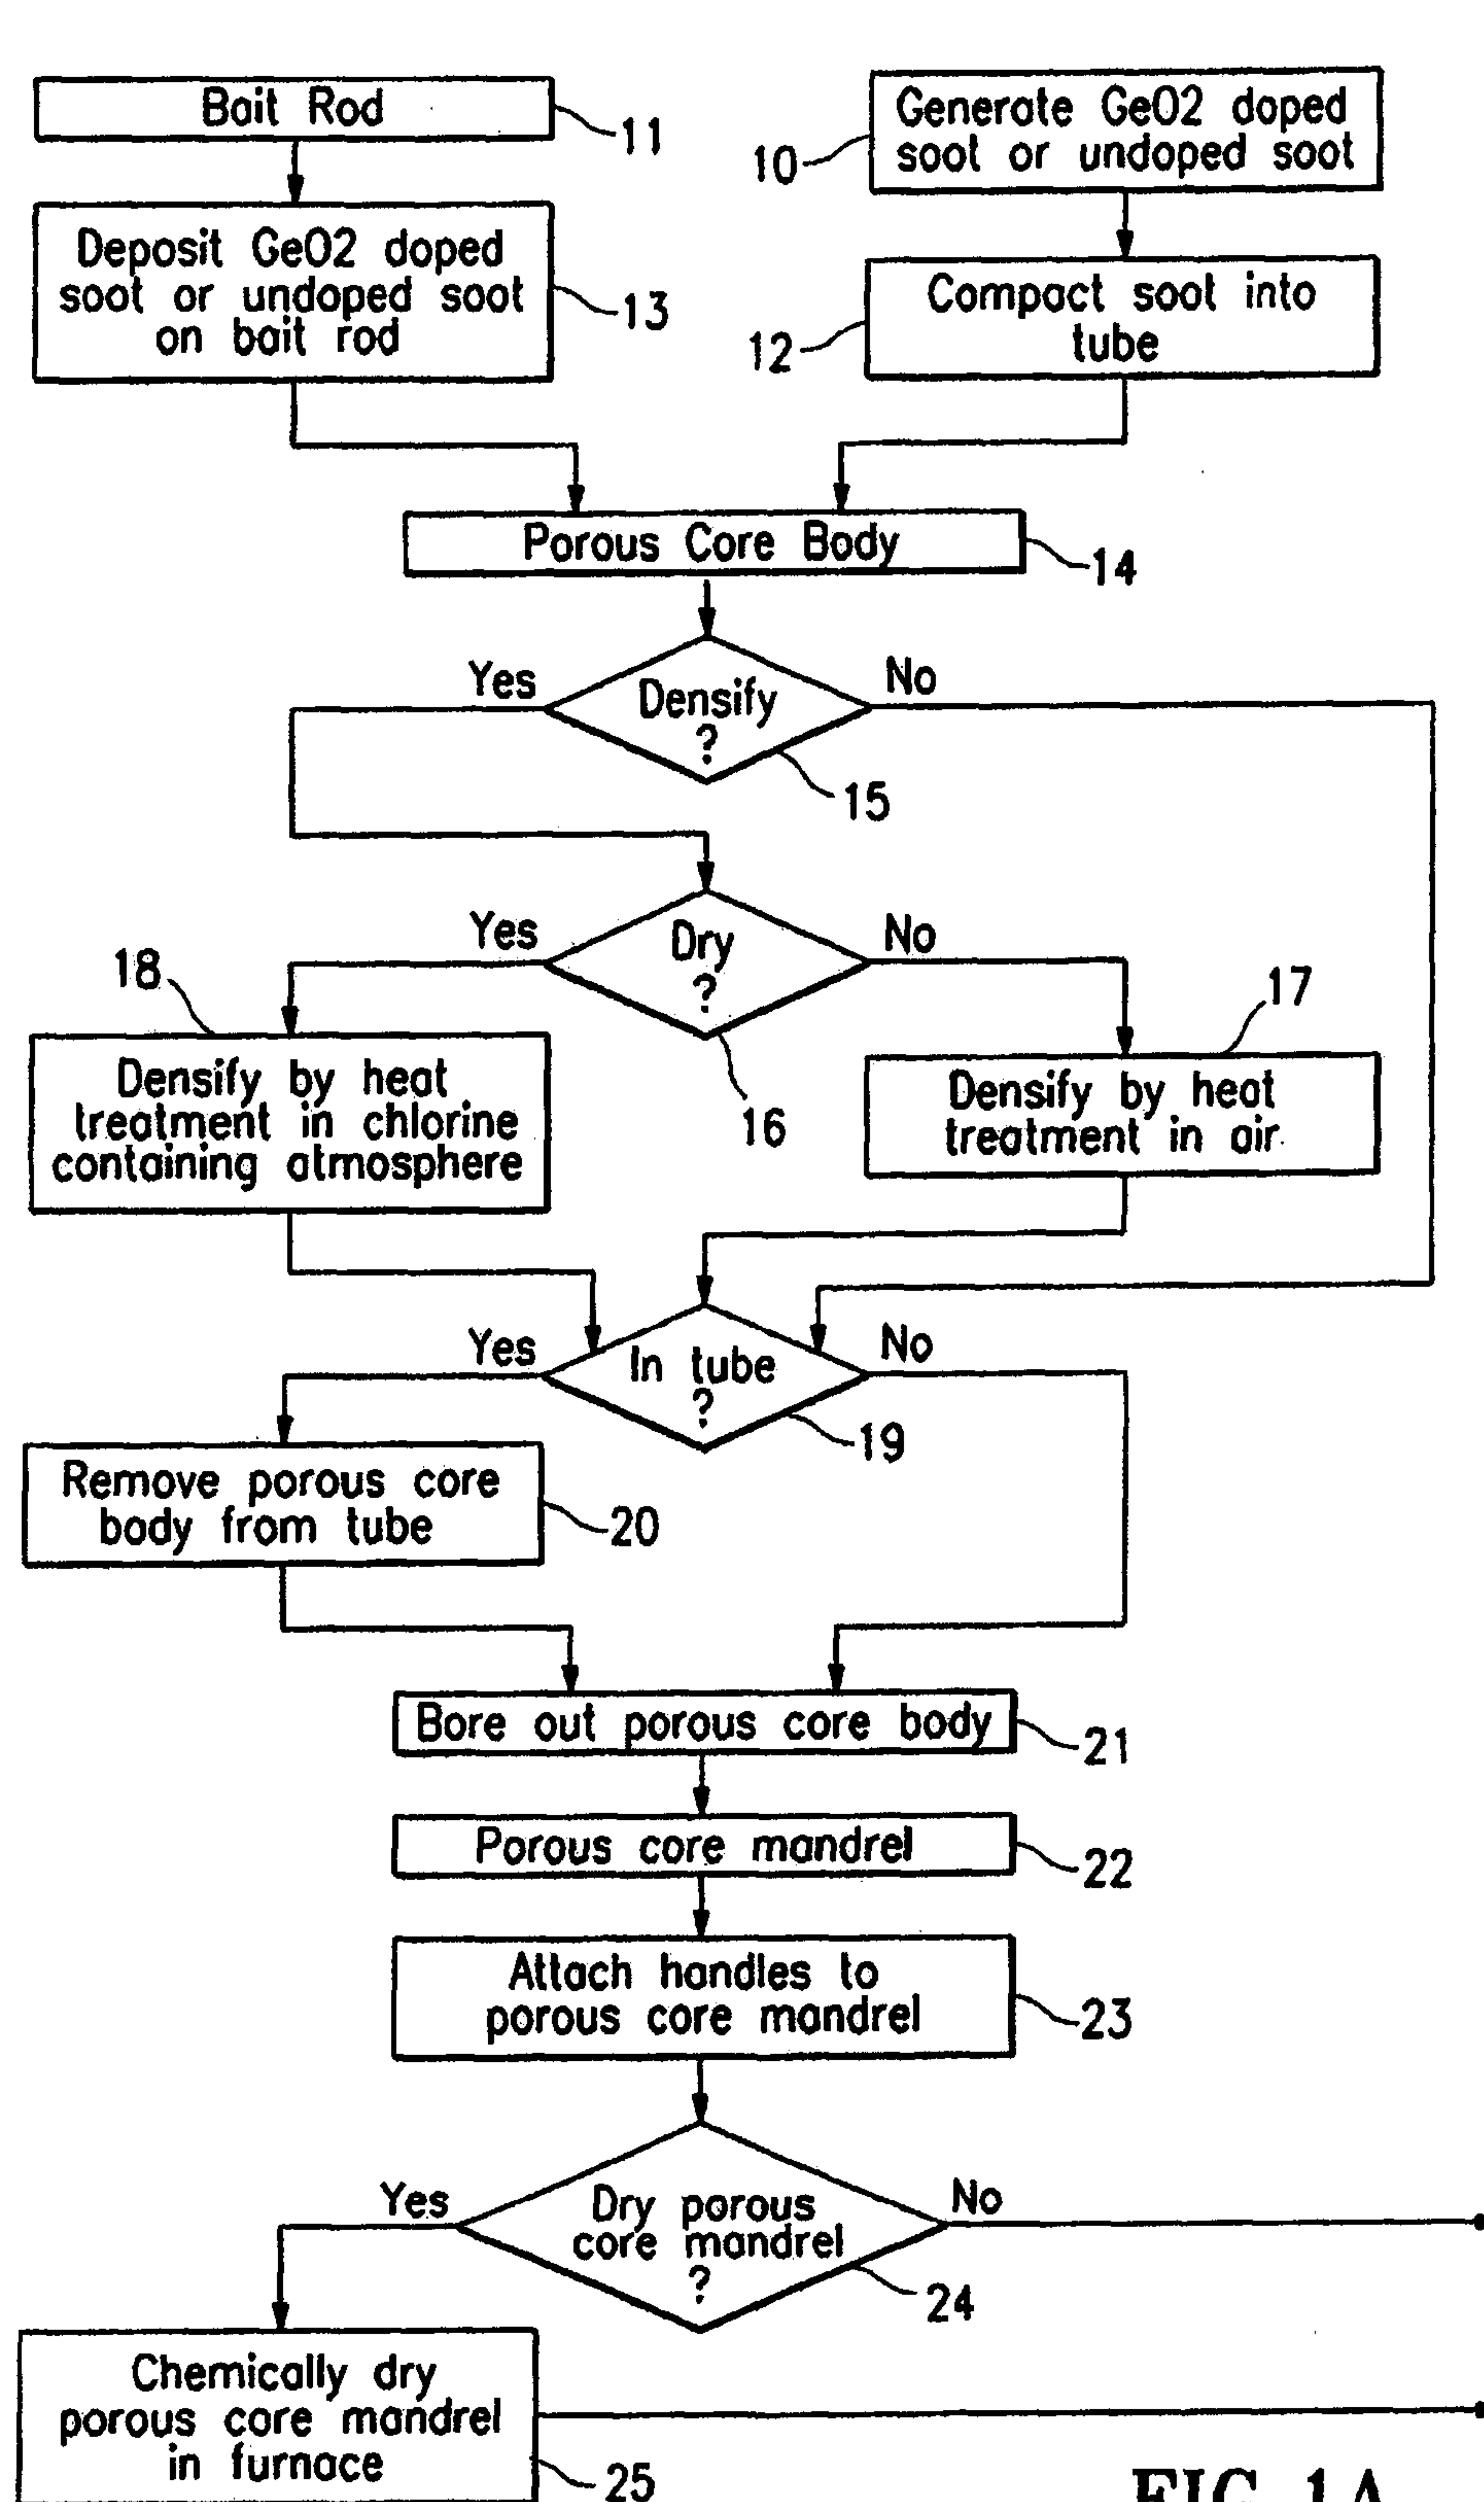 Bait Rod
11
Generate GeO2 doped
soot or undoped soot
10
Deposit GeO2 doped
soot or undoped soot
on bait rod
13
Compact soot into
tube
12
Porous Core Body
14
Yes
Densify
?
No
15
Yes
Dry
?
No
16
18
17
Densify by heat
treatment in chlorine
containing atmosphere
Densify by heat
treatment in air
Yes
In tube
?
No
19
Remove porous core
body from tube
20
Bore out porous core body
21
Porous core mandrel
22
Attach handles to
porous core mandrel
23
Yes
Dry porous
core mandrel
?
No
24
Chemically dry
porous core mandrel
in furnace
25
FIG. 1A